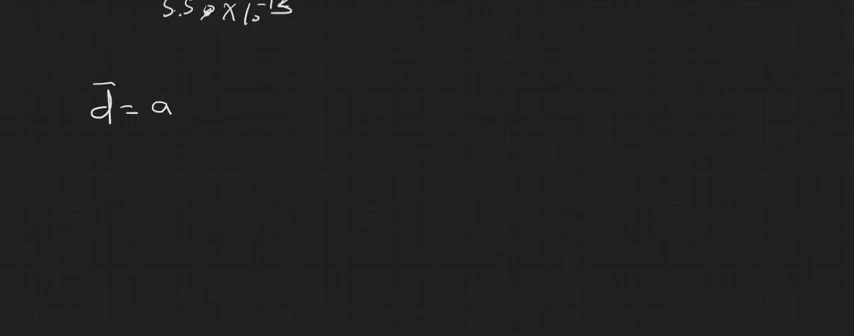 5.5 × 10⁻¹³
d̄ = a